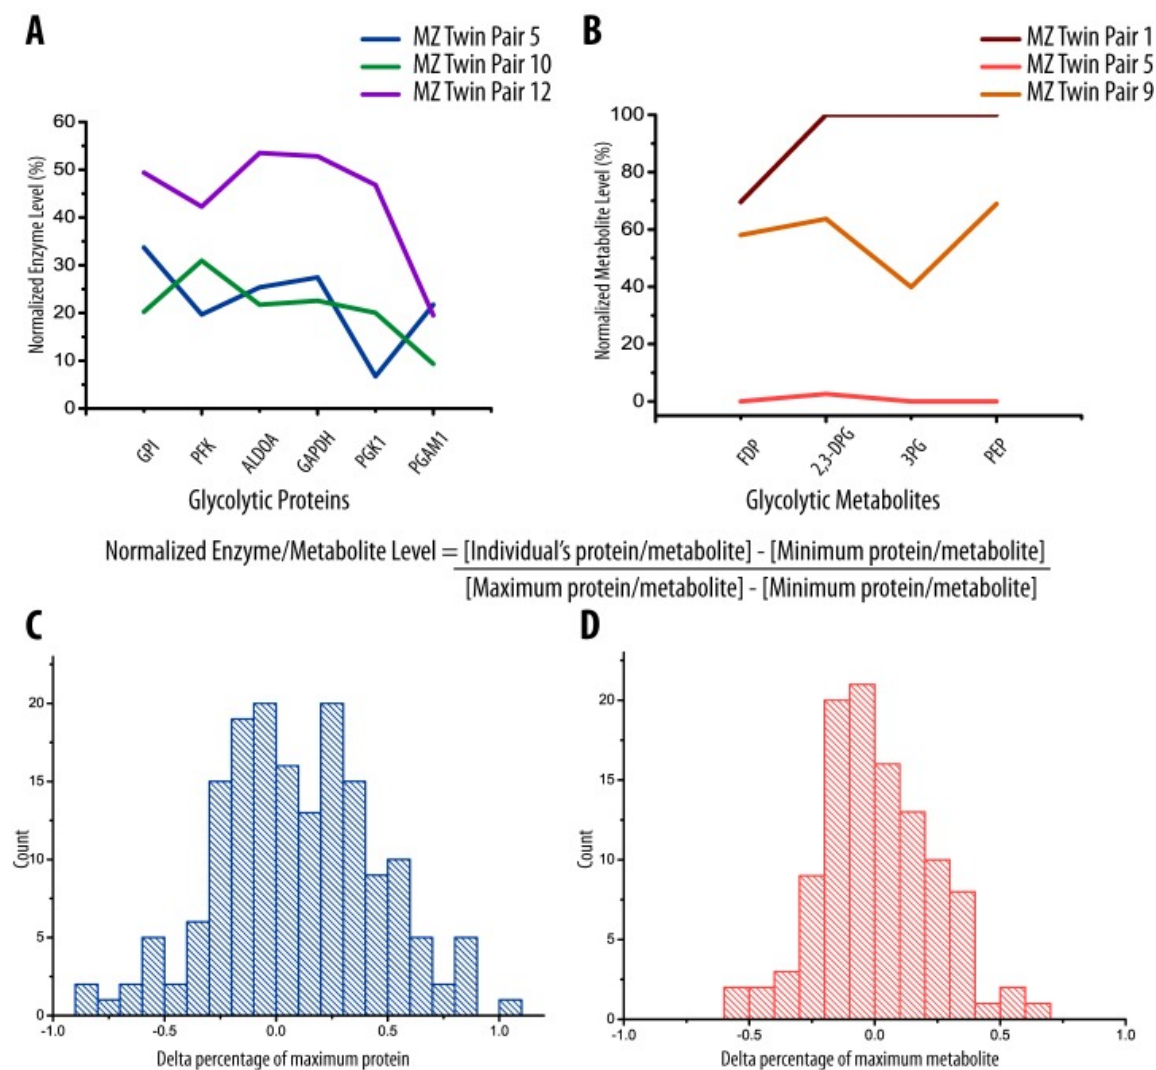 A
MZ Twin Pair 5
MZ Twin Pair 10
MZ Twin Pair 12
60
50
40
30
20
10
0
Normalized Enzyme Level (%)
GPI
PFK
ALDOA
GAPDH
PGK1
PGAM1
Glycolytic Proteins
B
MZ Twin Pair 1
MZ Twin Pair 5
MZ Twin Pair 9
100
80
60
40
20
0
Normalized Metabolite Level (%)
FDP
2,3-DPG
3PG
PEP
Glycolytic Metabolites
Normalized Enzyme/Metabolite Level = [Individual's protein/metabolite] - [Minimum protein/metabolite]
[Maximum protein/metabolite] - [Minimum protein/metabolite]
C
20
15
10
5
0
Count
-1.0
-0.5
0.0
0.5
1.0
Delta percentage of maximum protein
D
20
15
10
5
0
Count
-1.0
-0.5
0.0
0.5
1.0
Delta percentage of maximum metabolite